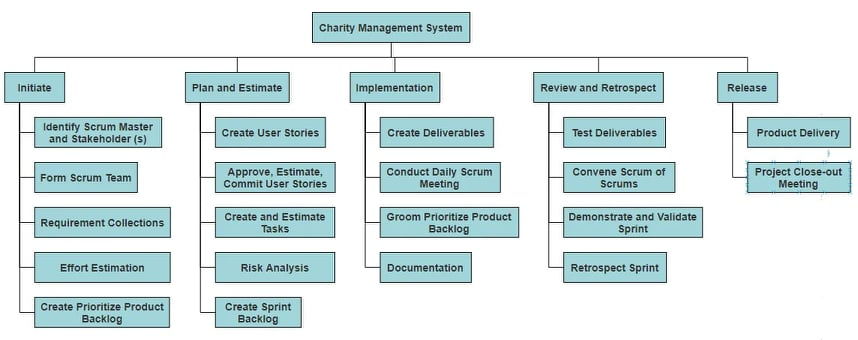 Charity Management System
Initiate
Plan and Estimate
Implementation
Review and Retrospect
Release
Identify Scrum Master
and Stakeholder (s)
Form Scrum Team
Requirement Collections
Effort Estimation
Create Prioritize Product
Backlog
Create User Stories
Approve, Estimate,
Commit User Stories
Create and Estimate
Tasks
Risk Analysis
Create Sprint
Backlog
Create Deliverables
Conduct Daily Scrum
Meeting
Groom Prioritize Product
Backlog
Documentation
Test Deliverables
Convene Scrum of
Scrums
Demonstrate and Validate
Sprint
Retrospect Sprint
Product Delivery
Project Close-out
Meeting